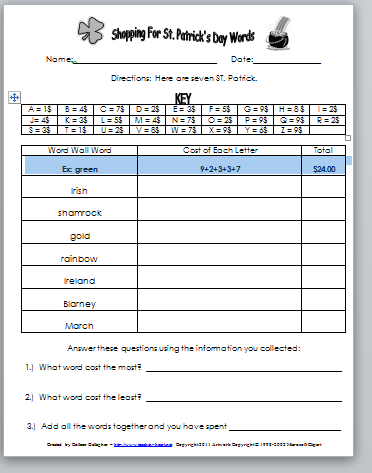 Shopping For St. Patrick's Day Words
Name: Date:
Directions: Here are seven ST. Patrick.
KEY
A = 1$ B = 4$ C = 7$ D = 2$ E = 3$ F = 5$ G = 9$ H = 8$ I = 2$
J= 4$ K = 3$ L = 5$ M = 4$ N = 7$ O = 2$ P = 9$ Q = 9$ R = 2$
S = 3$ T = 1$ U = 2$ V = 8$ W = 7$ X = 9$ Y = 6$ Z = 9$
Word Wall Word Cost of Each Letter Total
Ex: green 9+2+3+3+7 $24.00
Irish
shamrock
gold
rainbow
Ireland
Blarney
March
Answer these questions using the information you collected:
1.) What word cost the most?
2.) What word cost the least?
3.) Add all the words together and you have spent
Created by Colleen Gallagher – Copyright 2011 Artwork Copyright© 1998-2002 Microsoft Clipart